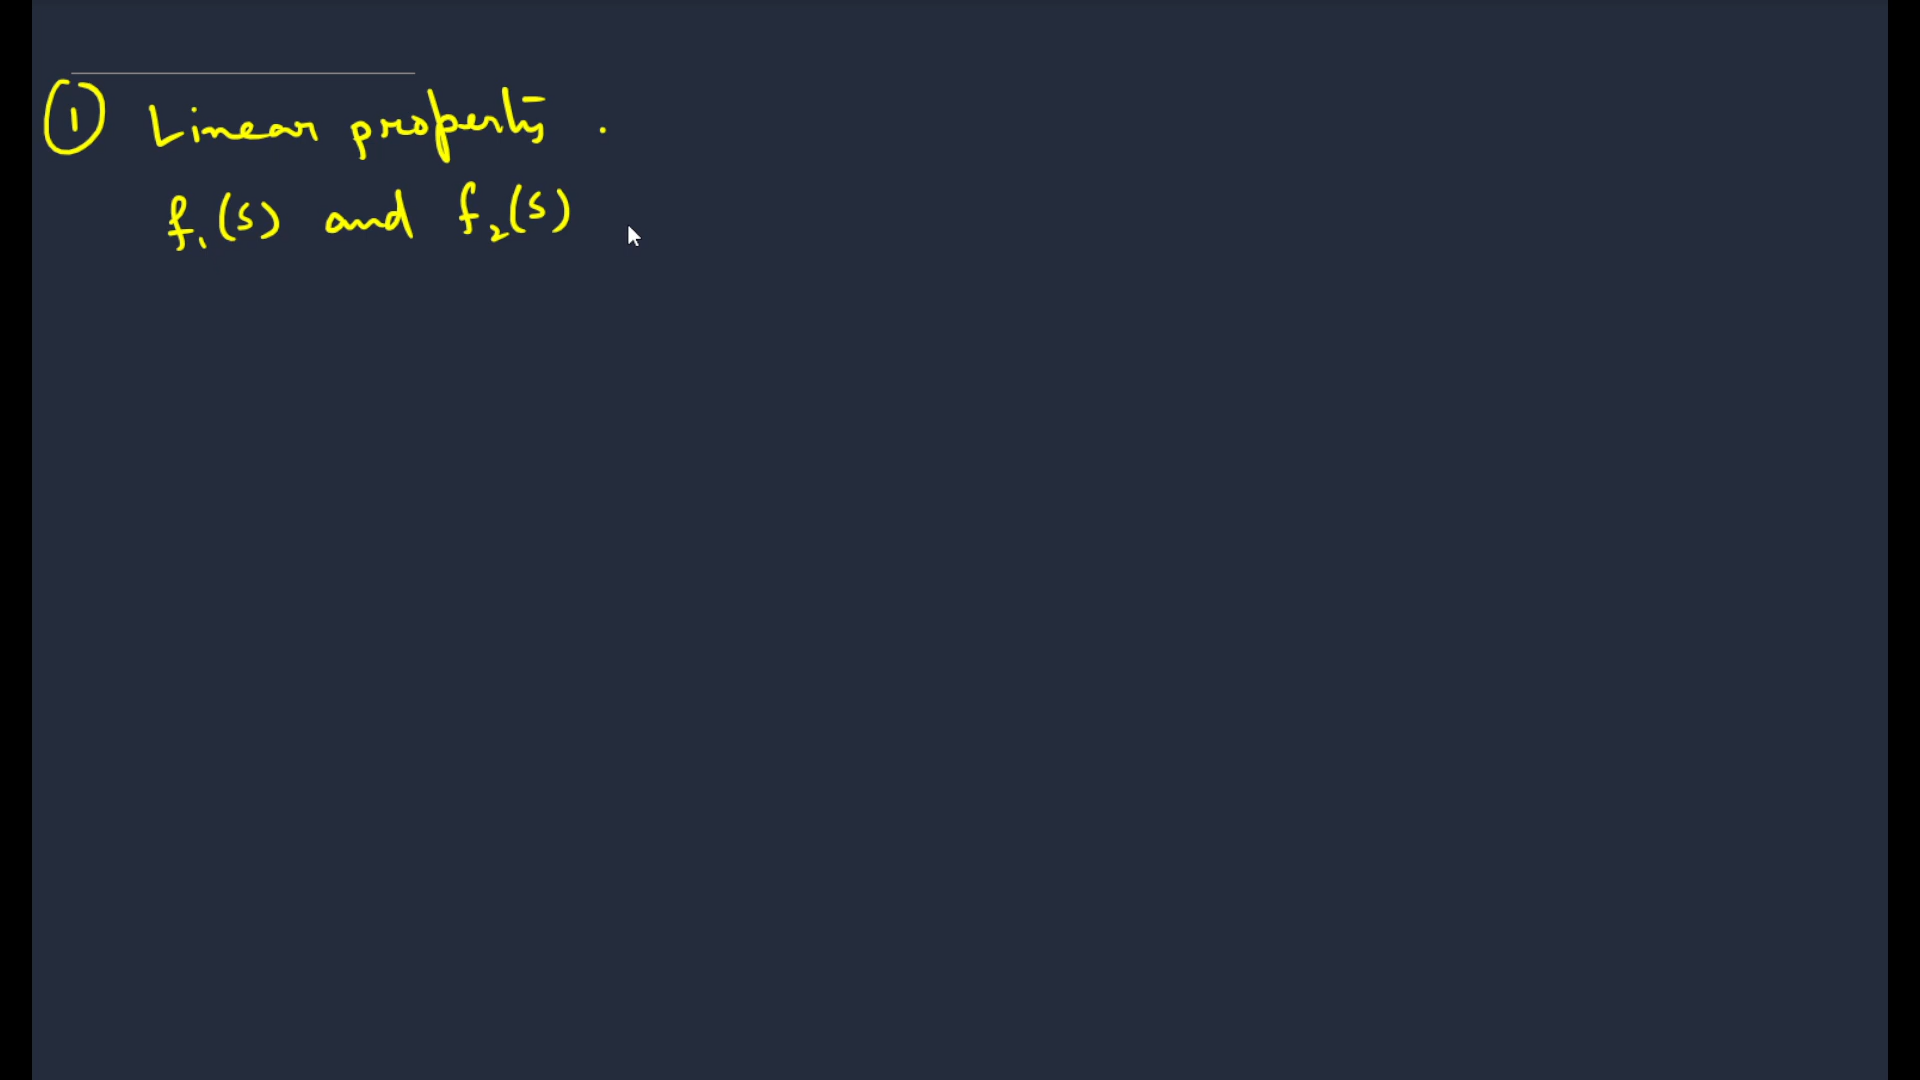 ① Linear property .
f₁(s) and f₂(s)